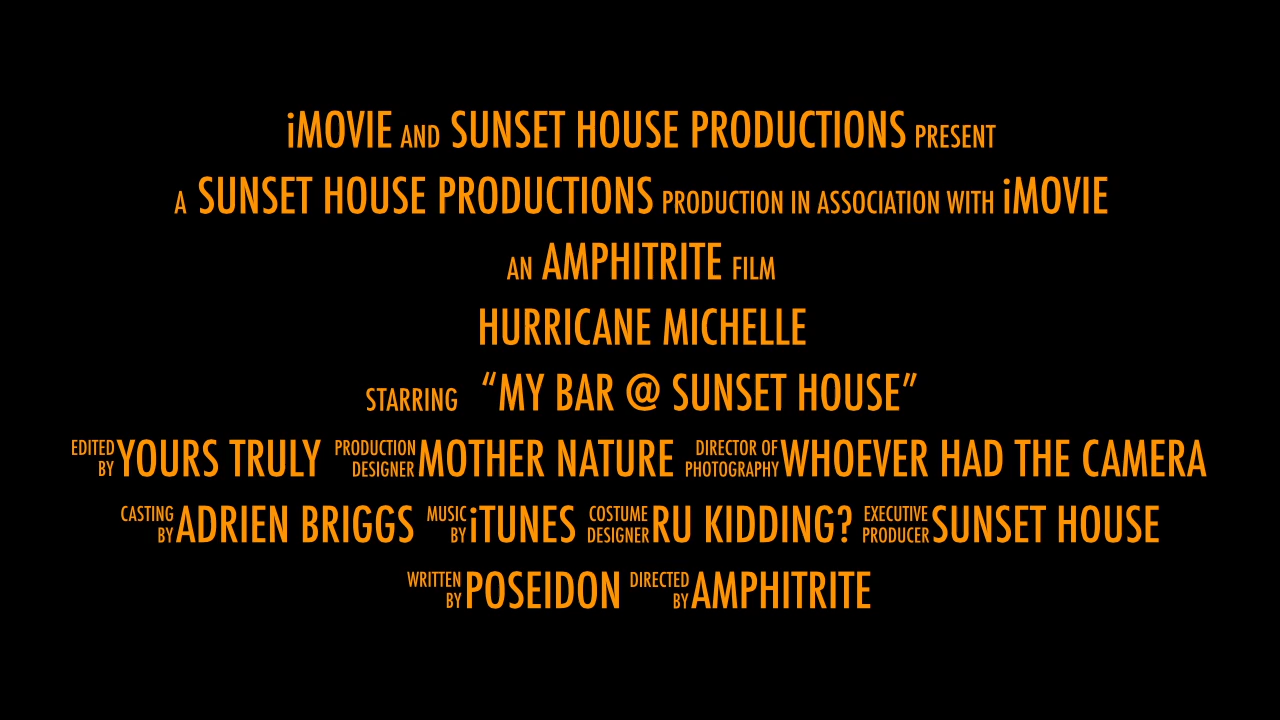 iMOVIE AND SUNSET HOUSE PRODUCTIONS PRESENT
A SUNSET HOUSE PRODUCTIONS PRODUCTION IN ASSOCIATION WITH iMOVIE
AN AMPHITRITE FILM
HURRICANE MICHELLE
STARRING “MY BAR @ SUNSET HOUSE”
EDITED BY YOURS TRULY PRODUCTION DESIGNER MOTHER NATURE DIRECTOR OF PHOTOGRAPHY WHOEVER HAD THE CAMERA
CASTING BY ADRIEN BRIGGS MUSIC BY iTUNES COSTUME DESIGNER RU KIDDING? EXECUTIVE PRODUCER SUNSET HOUSE
WRITTEN BY POSEIDON DIRECTED BY AMPHITRITE